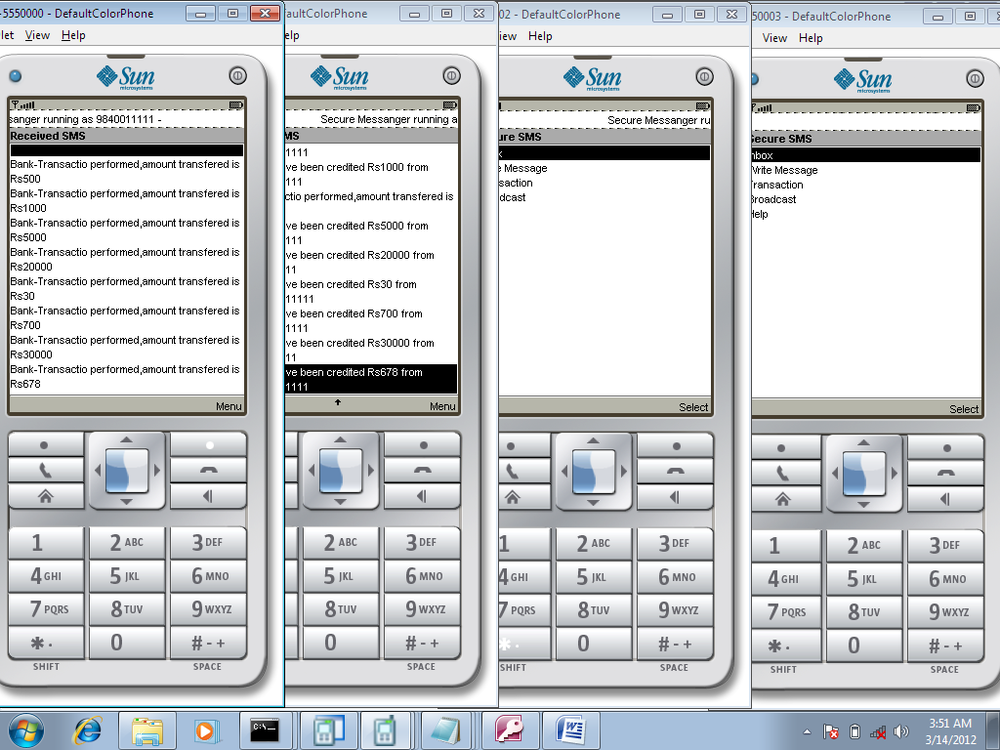 -5550000 - DefaultColorPhone
let View Help
Sun
microsystems
sanger running as 9840011111 -
Received SMS
Bank-Transactio performed,amount transfered is
Rs500
Bank-Transactio performed,amount transfered is
Rs1000
Bank-Transactio performed,amount transfered is
Rs5000
Bank-Transactio performed,amount transfered is
Rs20000
Bank-Transactio performed,amount transfered is
Rs30
Bank-Transactio performed,amount transfered is
Rs700
Bank-Transactio performed,amount transfered is
Rs30000
Bank-Transactio performed,amount transfered is
Rs678
Menu
1 2 ABC 3 DEF
4 GHI 5 JKL 6 MNO
7 PQRS 8 TUV 9 WXYZ
* . 0 # - +
SHIFT SPACE
faultColorPhone
elp
Sun
microsystems
Secure Messanger running a
MS
1111
ve been credited Rs1000 from
111
ctio performed,amount transfered is
ve been credited Rs5000 from
111
ve been credited Rs20000 from
11
ve been credited Rs30 from
11111
ve been credited Rs700 from
1111
ve been credited Rs30000 from
11
ve been credited Rs678 from
1111
Menu
2 ABC 3 DEF
5 JKL 6 MNO
8 TUV 9 WXYZ
0 # - +
SPACE
02 - DefaultColorPhone
iew Help
Sun
microsystems
Secure Messanger ru
ure SMS
x
e Message
saction
dcast
Select
1 2 ABC 3 DEF
4 GHI 5 JKL 6 MNO
7 PQRS 8 TUV 9 WXYZ
* . 0 # - +
SHIFT SPACE
50003 - DefaultColorPhone
View Help
Sun
microsystems
Secure SMS
nbox
Write Message
Transaction
Broadcast
Help
Select
1 2 ABC 3 DEF
4 GHI 5 JKL 6 MNO
7 PQRS 8 TUV 9 WXYZ
* . 0 # - +
SHIFT SPACE
C:\_
3:51 AM
3/14/2012